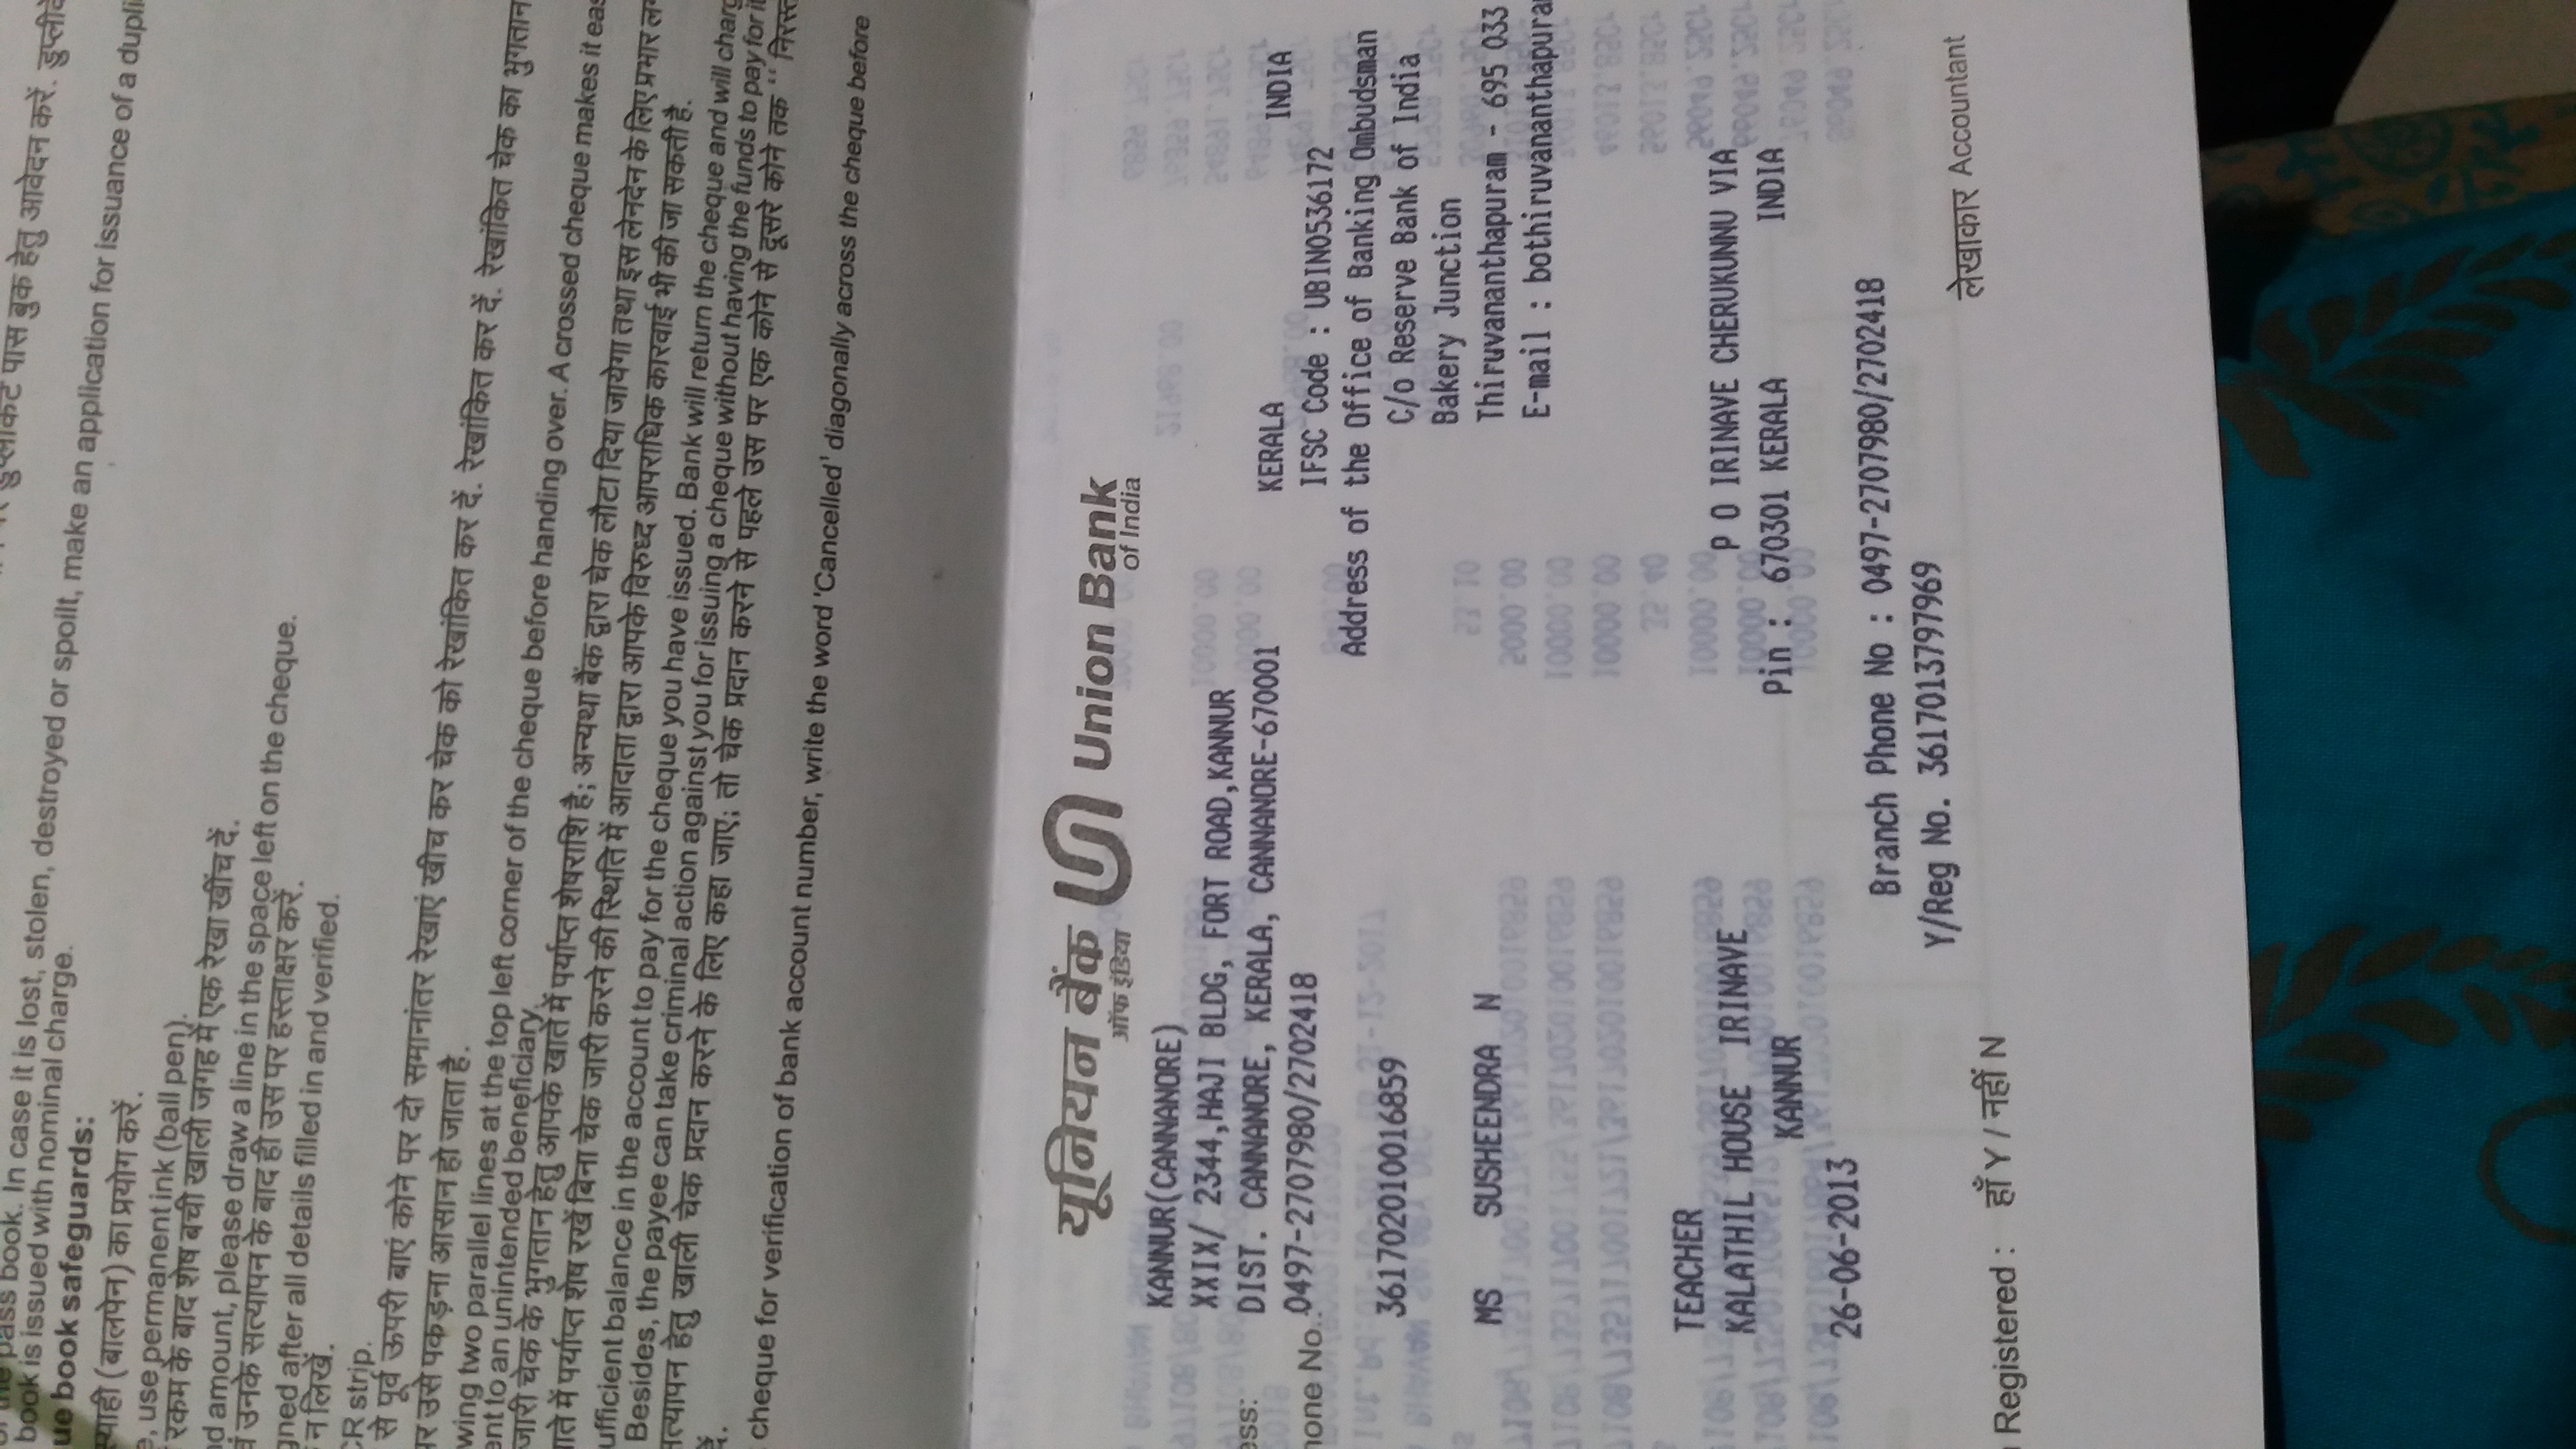 pass book. In case it is lost, stolen, destroyed or spoilt, make an application for issuance of a dupli
पास बुक हेतु आवेदन करें. डुप्लीके
book is issued with nominal charge.
ue book safeguards:
स्याही (बालपेन) का प्रयोग करें.
e, use permanent ink (ball pen).
रकम के बाद शेष बची खाली जगह में एक रेखा खींच दें.
nd amount, please draw a line in the space left on the cheque.
वं उनके सत्यापन के बाद ही उस पर हस्ताक्षर करें.
gned after all details filled in and verified.
न लिखें.
CR strip.
से पूर्व ऊपरी बाएं कोने पर दो समानांतर रेखाएं खीच कर चेक को रेखांकित कर दें. रेखांकित कर दें. रेखांकित चेक का भुगतान
पर उसे पकड़ना आसान हो जाता है.
wing two parallel lines at the top left corner of the cheque before handing over. A crossed cheque makes it eas
ent to an unintended beneficiary.
जारी चेक के भुगतान हेतु आपके खाते में पर्याप्त शेषराशि है; अन्यथा बैंक द्वारा चेक लौटा दिया जायेगा तथा इस लेनदेन के लिए प्रभार लग
ाते में पर्याप्त शेष रखें बिना चेक जारी करने की स्थिति में आदाता द्वारा आपके विरुध्द आपराधिक कारवाई भी की जा सकती है.
ufficient balance in the account to pay for the cheque you have issued. Bank will return the cheque and will charg
Besides, the payee can take criminal action against you for issuing a cheque without having the funds to pay for it
सत्यापन हेतु खाली चेक प्रदान करने के लिए कहा जाए; तो चेक प्रदान करने से पहले उस पर एक कोने से दूसरे कोने तक “ निरस्त
दें.
cheque for verification of bank account number, write the word 'Cancelled' diagonally across the cheque before
यूनियन बैंक Union Bank
ऑफ इंडिया of India
KANNUR(CANNANORE)
XXIX/ 2344,HAJI BLDG, FORT ROAD,KANNUR
ess: DIST. CANNANORE, KERALA, CANNANORE-670001 KERALA INDIA
hone No.: 0497-2707980/2702418 IFSC Code : UBIN0536172
Address of the Office of Banking Ombudsman
361702010016859 C/o Reserve Bank of India
Bakery Junction
MS SUSHEENDRA N Thiruvananthapuram - 695 033
E-mail : bothiruvananthapura
TEACHER
KALATHIL HOUSE IRINAVE P O IRINAVE CHERUKUNNU VIA
KANNUR Pin : 670301 KERALA INDIA
26-06-2013
Branch Phone No : 0497-2707980/2702418
Y/Reg No. 3617013797969
लेखाकार Accountant
Registered : हाँ Y / नहीं N